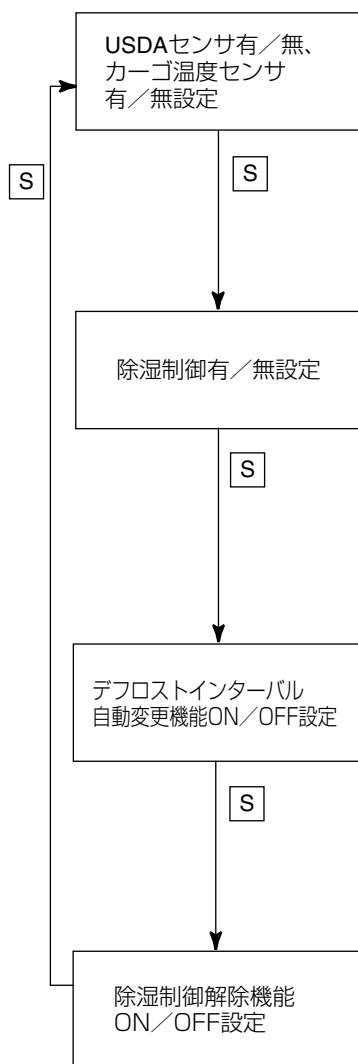 USDAセンサ有／無、
カーゴ温度センサ
有／無設定
S
S
除湿制御有／無設定
S
デフロストインターバル
自動変更機能ON／OFF設定
S
除湿制御解除機能
ON／OFF設定